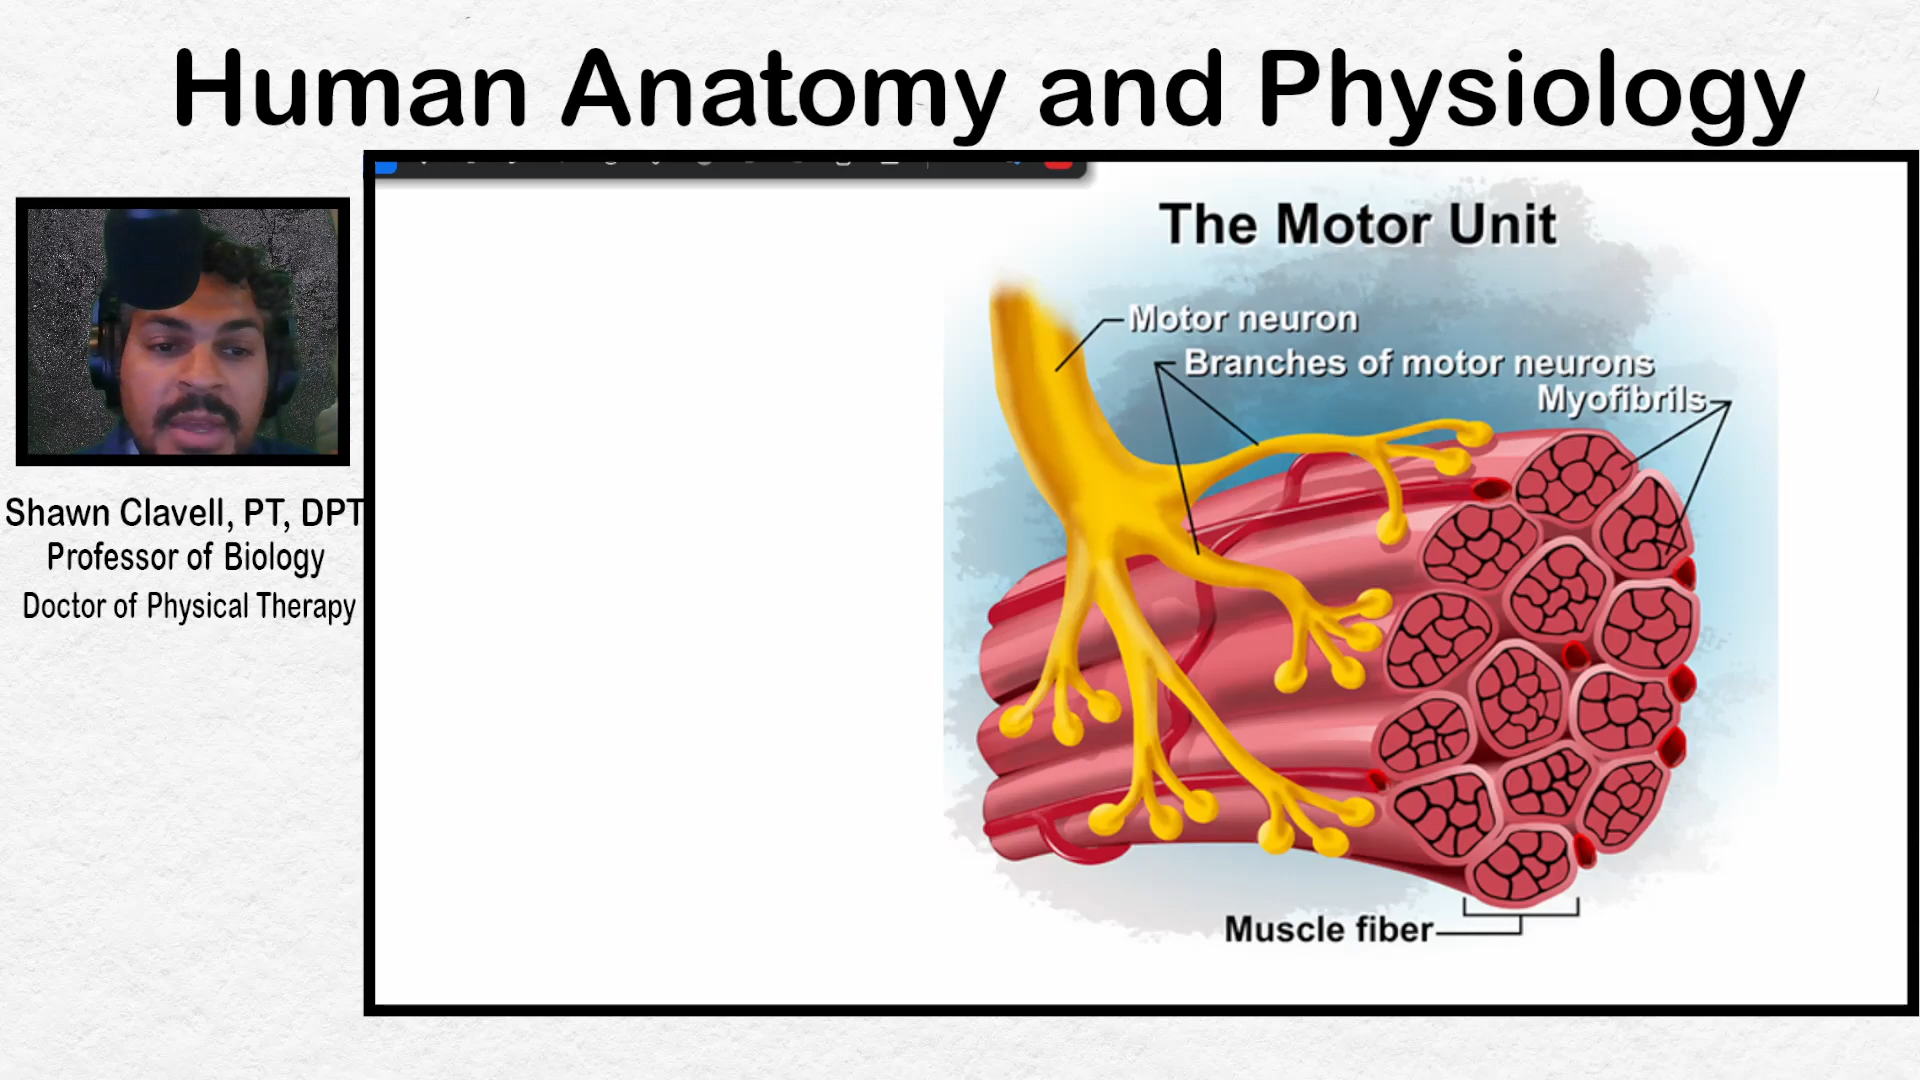 Human Anatomy and Physiology
Shawn Clavell, PT, DPT
Professor of Biology
Doctor of Physical Therapy
The Motor Unit
Motor neuron
Branches of motor neurons
Myofibrils
Muscle fiber